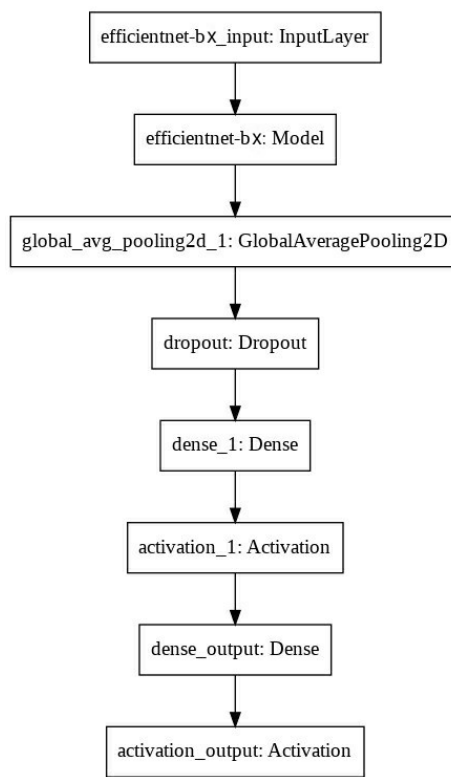 efficientnet-bx_input: InputLayer
efficientnet-bx: Model
global_avg_pooling2d_1: GlobalAveragePooling2D
dropout: Dropout
dense_1: Dense
activation_1: Activation
dense_output: Dense
activation_output: Activation